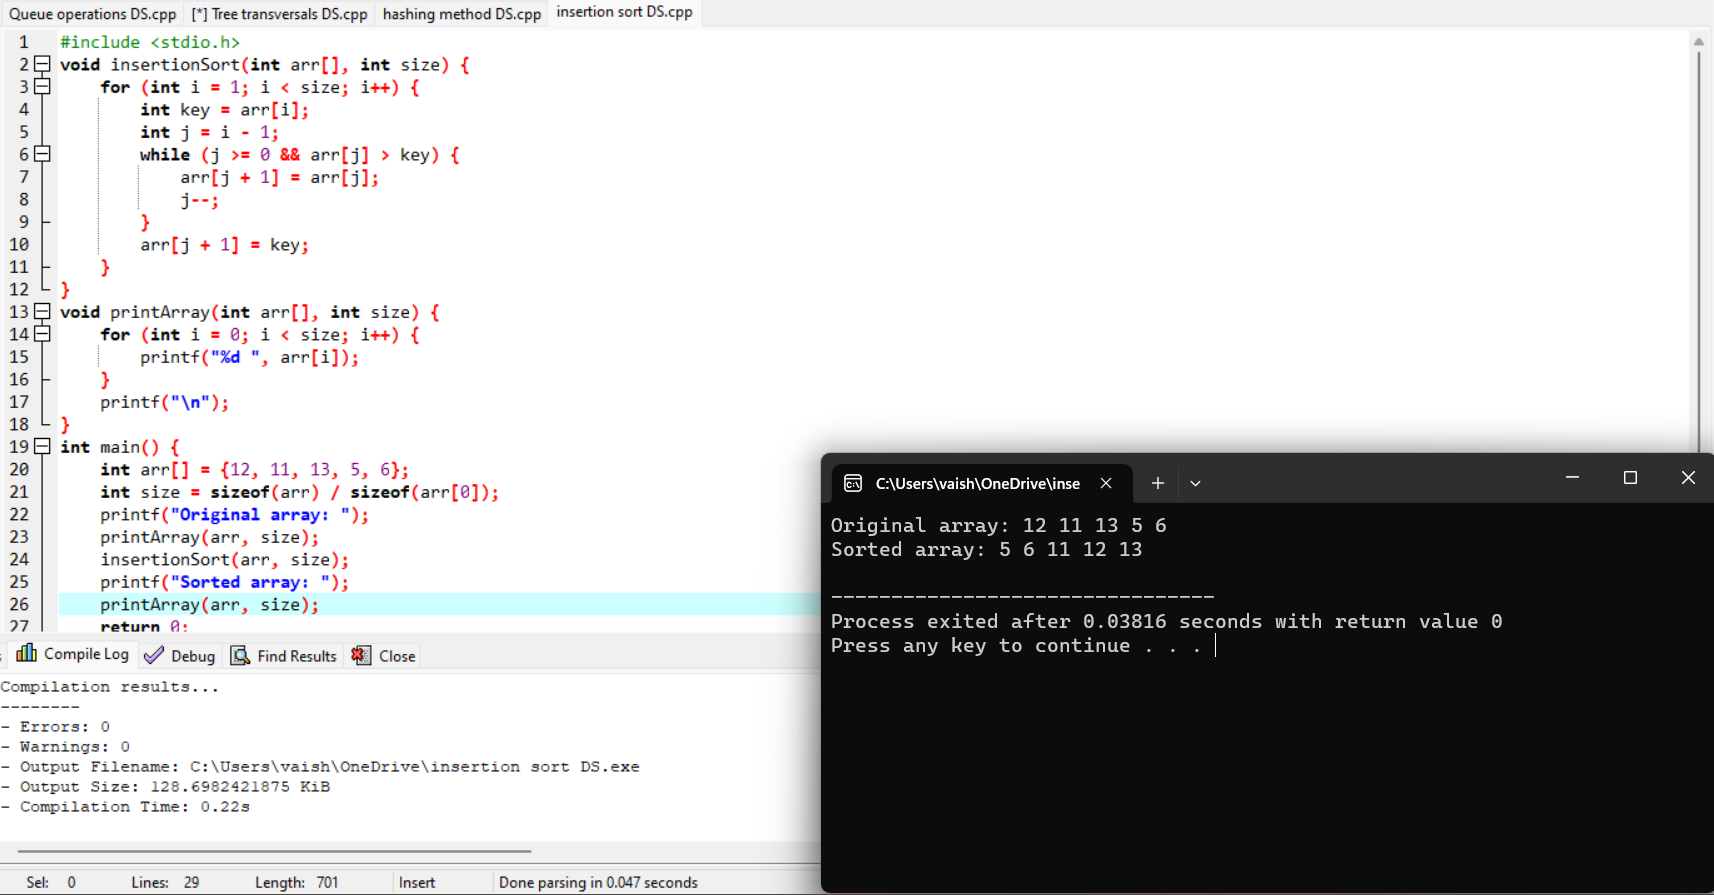 Queue operations DS.cpp [*] Tree transversals DS.cpp hashing method DS.cpp insertion sort DS.cpp
1 #include <stdio.h>
2 void insertionSort(int arr[], int size) {
3 for (int i = 1; i < size; i++) {
4 int key = arr[i];
5 int j = i - 1;
6 while (j >= 0 && arr[j] > key) {
7 arr[j + 1] = arr[j];
8 j--;
9 }
10 arr[j + 1] = key;
11 }
12 }
13 void printArray(int arr[], int size) {
14 for (int i = 0; i < size; i++) {
15 printf("%d ", arr[i]);
16 }
17 printf("\n");
18 }
19 int main() {
20 int arr[] = {12, 11, 13, 5, 6};
21 int size = sizeof(arr) / sizeof(arr[0]);
22 printf("Original array: ");
23 printArray(arr, size);
24 insertionSort(arr, size);
25 printf("Sorted array: ");
26 printArray(arr, size);
27 return 0;
Compile Log Debug Find Results Close
Compilation results...
--------
- Errors: 0
- Warnings: 0
- Output Filename: C:\Users\vaish\OneDrive\insertion sort DS.exe
- Output Size: 128.6982421875 KiB
- Compilation Time: 0.22s
Sel: 0 Lines: 29 Length: 701 Insert Done parsing in 0.047 seconds
C:\Users\vaish\OneDrive\inse
Original array: 12 11 13 5 6
Sorted array: 5 6 11 12 13
--------------------------------
Process exited after 0.03816 seconds with return value 0
Press any key to continue . . .